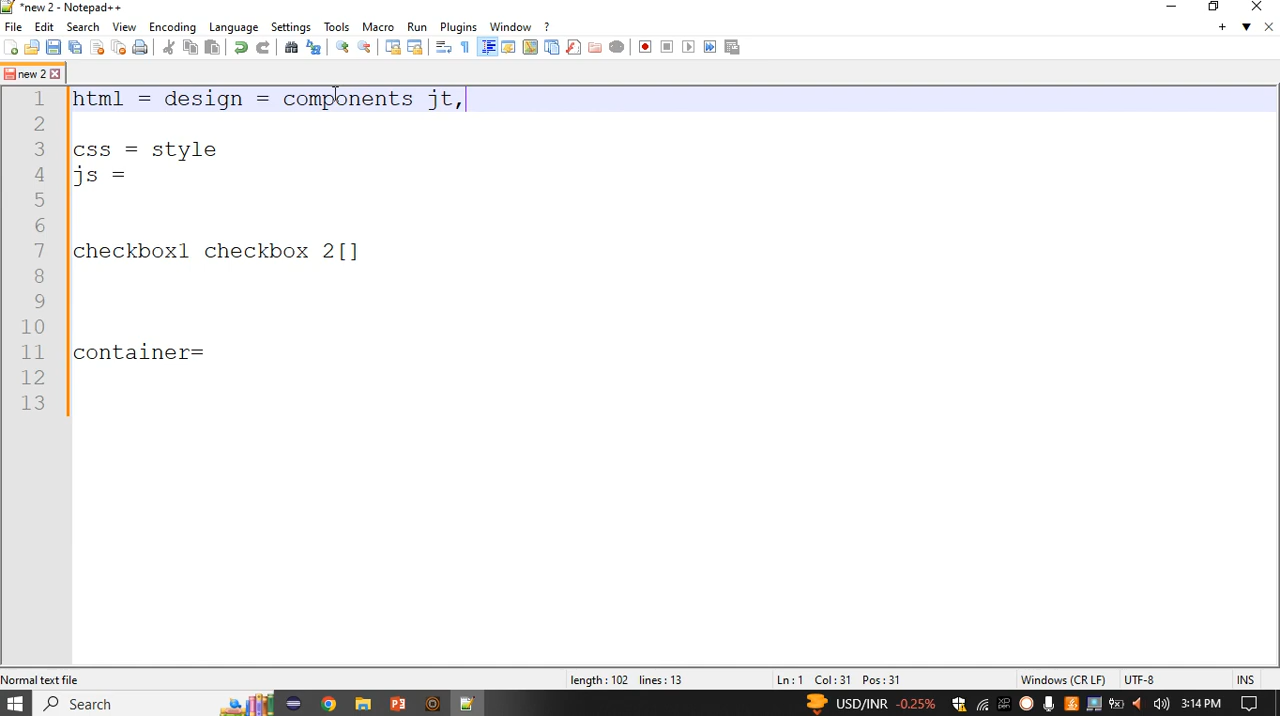 *new 2 - Notepad++
File Edit Search View Encoding Language Settings Tools Macro Run Plugins Window ?
new 2
1 html = design = components jt,
2
3 css = style
4 js =
5
6
7 checkbox1 checkbox 2[]
8
9
10
11 container=
12
13
Normal text file length : 102 lines : 13 Ln : 1 Col : 31 Pos : 31 Windows (CR LF) UTF-8 INS
Search USD/INR -0.25% 3:14 PM